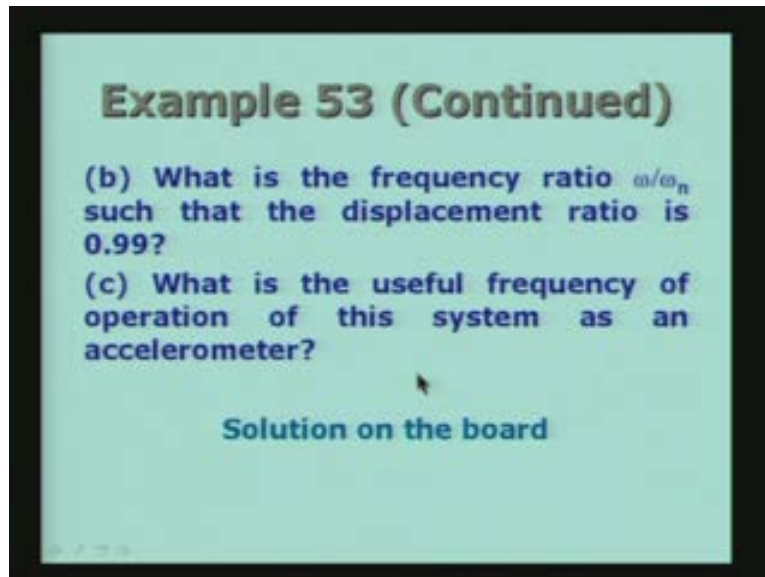 Example 53 (Continued)
(b) What is the frequency ratio ω/ωn
such that the displacement ratio is
0.99?
(c) What is the useful frequency of
operation of this system as an
accelerometer?
Solution on the board